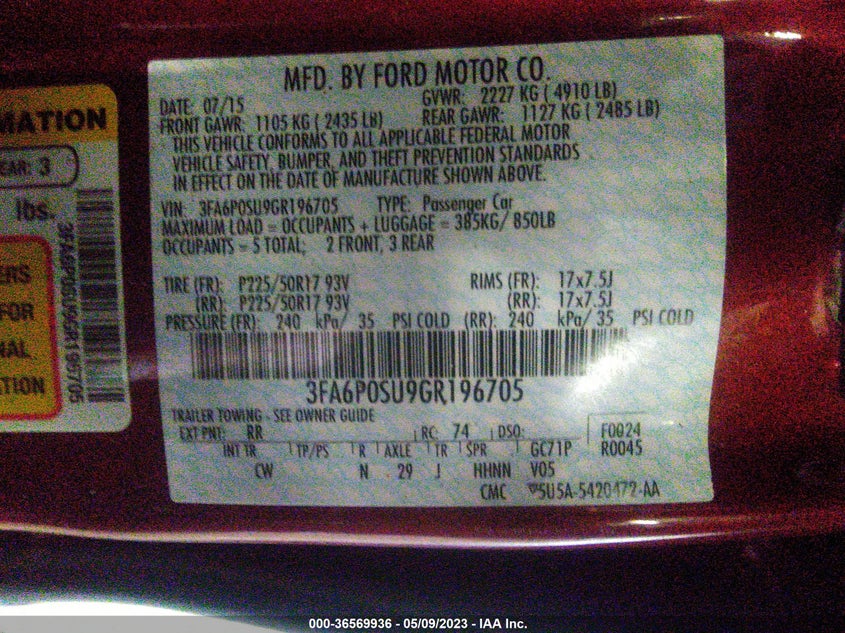 MFD. BY FORD MOTOR CO.
DATE: 07/15 GVWR: 2227 KG ( 4910 LB)
FRONT GAWR: 1105 KG ( 2435 LB) REAR GAWR: 1127 KG ( 2485 LB)
THIS VEHICLE CONFORMS TO ALL APPLICABLE FEDERAL MOTOR
VEHICLE SAFETY, BUMPER, AND THEFT PREVENTION STANDARDS
IN EFFECT ON THE DATE OF MANUFACTURE SHOWN ABOVE.
VIN: 3FA6P0SU9GR196705 TYPE: Passenger Car
MAXIMUM LOAD = OCCUPANTS + LUGGAGE = 385KG/ 850LB
OCCUPANTS = 5 TOTAL, 2 FRONT, 3 REAR
TIRE (FR): P225/50R17 93V RIMS (FR): 17x7.5J
(RR): P225/50R17 93V (RR): 17x7.5J
PRESSURE (FR): 240 kPa/ 35 PSI COLD (RR): 240 kPa/ 35 PSI COLD
3FA6P0SU9GR196705
TRAILER TOWING - SEE OWNER GUIDE
EXT PNT: RR RC: 74 DSO: F0024
INT TR TP/PS R AXLE TR SPR GC71P R0045
CW N 29 J HHNN V05
CMC 5U5A-5420472-AA
MATION
EAR: 3
lbs.
ERS
FOR
NAL
TION
3FA6P0SU9GR196705
000-36569936 - 05/09/2023 - IAA Inc.